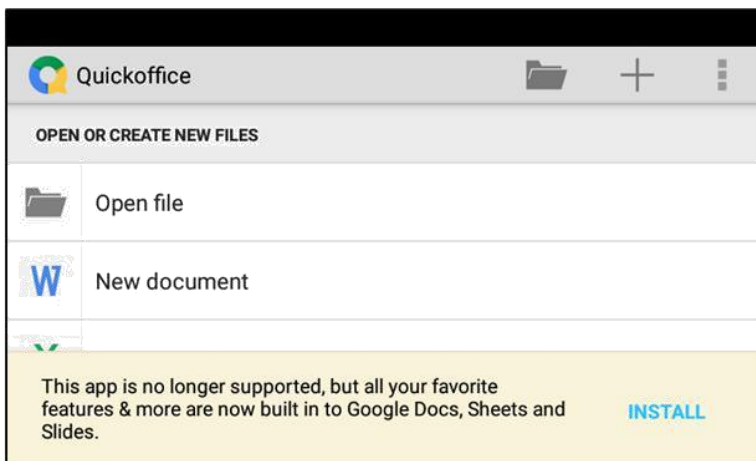 Quickoffice
OPEN OR CREATE NEW FILES
Open file
W
New document
This app is no longer supported, but all your favorite
features & more are now built in to Google Docs, Sheets and
Slides.
INSTALL